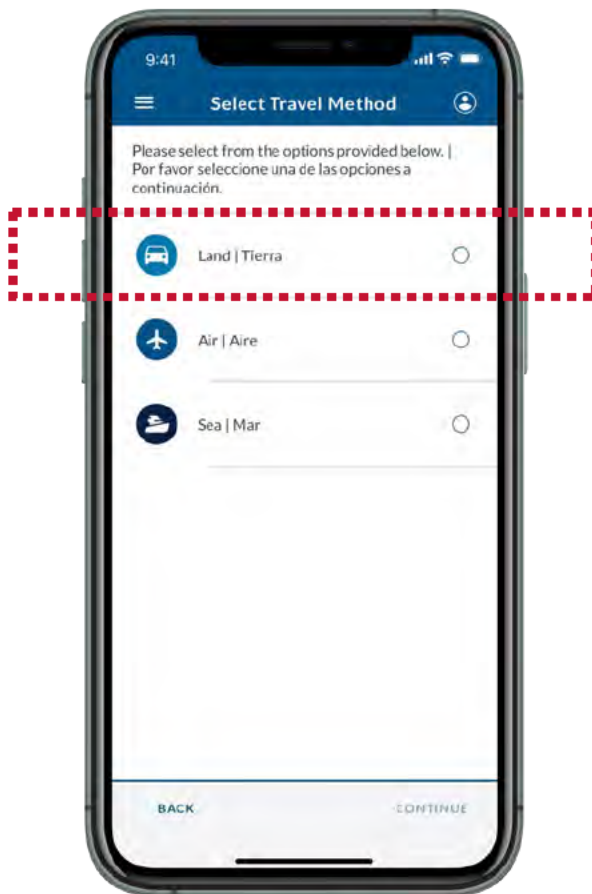 9:41
Select Travel Method
Please select from the options provided below. |
Por favor seleccione una de las opciones a
continuación.
Land | Tierra
Air | Aire
Sea | Mar
BACK CONTINUE